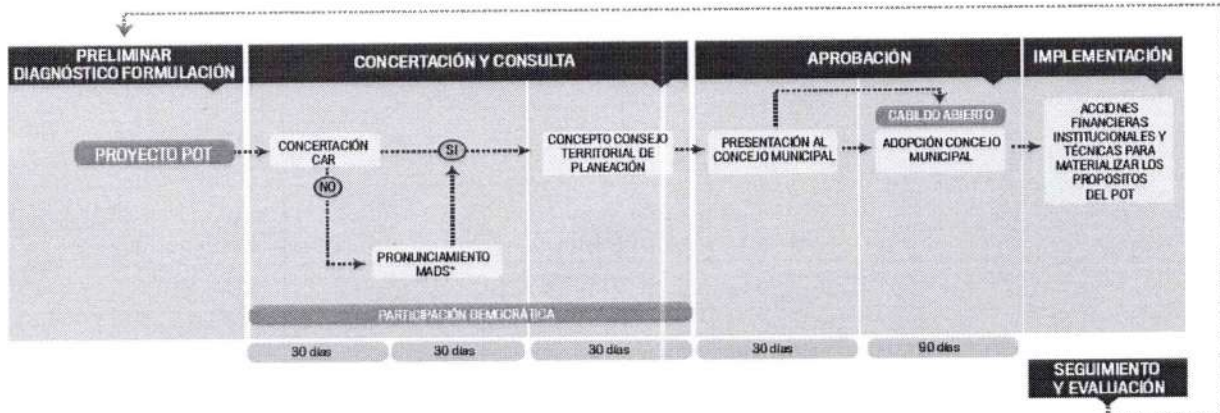 PRELIMINAR
DIAGNÓSTICO FORMULACIÓN
CONCERTACIÓN Y CONSULTA
APROBACIÓN
IMPLEMENTACIÓN
PROYECTO POT
CONCERTACIÓN
CAR
NO
SI
PRONUNCIAMIENTO
MADS*
CONCEPTO CONSEJO
TERRITORIAL DE
PLANEACIÓN
PRESENTACIÓN AL
CONCEJO MUNICIPAL
CABILDO ABIERTO
ADOPCIÓN CONCEJO
MUNICIPAL
ACCIONES
FINANCIERAS
INSTITUCIONALES Y
TÉCNICAS PARA
MATERIALIZAR LOS
PROPOSITOS
DEL POT
PARTICIPACIÓN DEMOCRÁTICA
30 días
30 días
30 días
30 días
90 días
SEGUIMIENTO
Y EVALUACIÓN